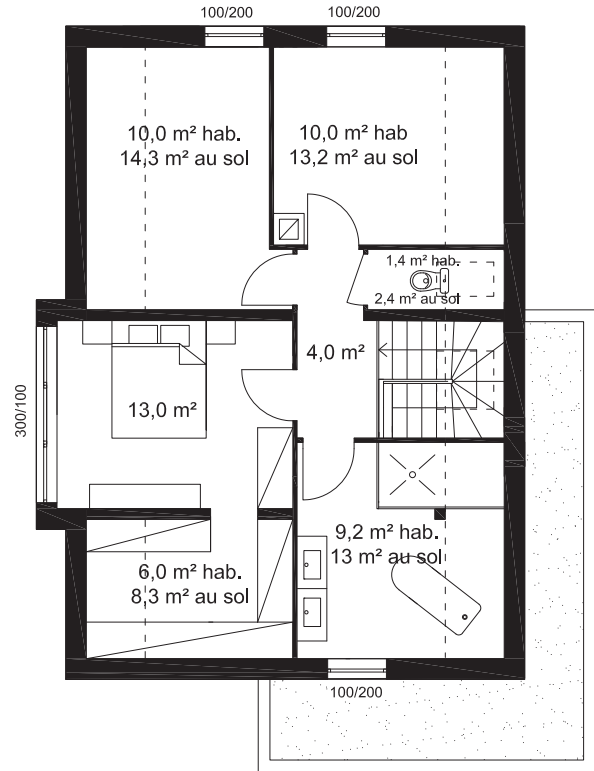 100/200
100/200
10,0 m² hab.
14,3 m² au sol
10,0 m² hab
13,2 m² au sol
1,4 m² hab.
2,4 m² au sol
4,0 m²
300/100
13,0 m²
9,2 m² hab.
13 m² au sol
6,0 m² hab.
8,3 m² au sol
100/200